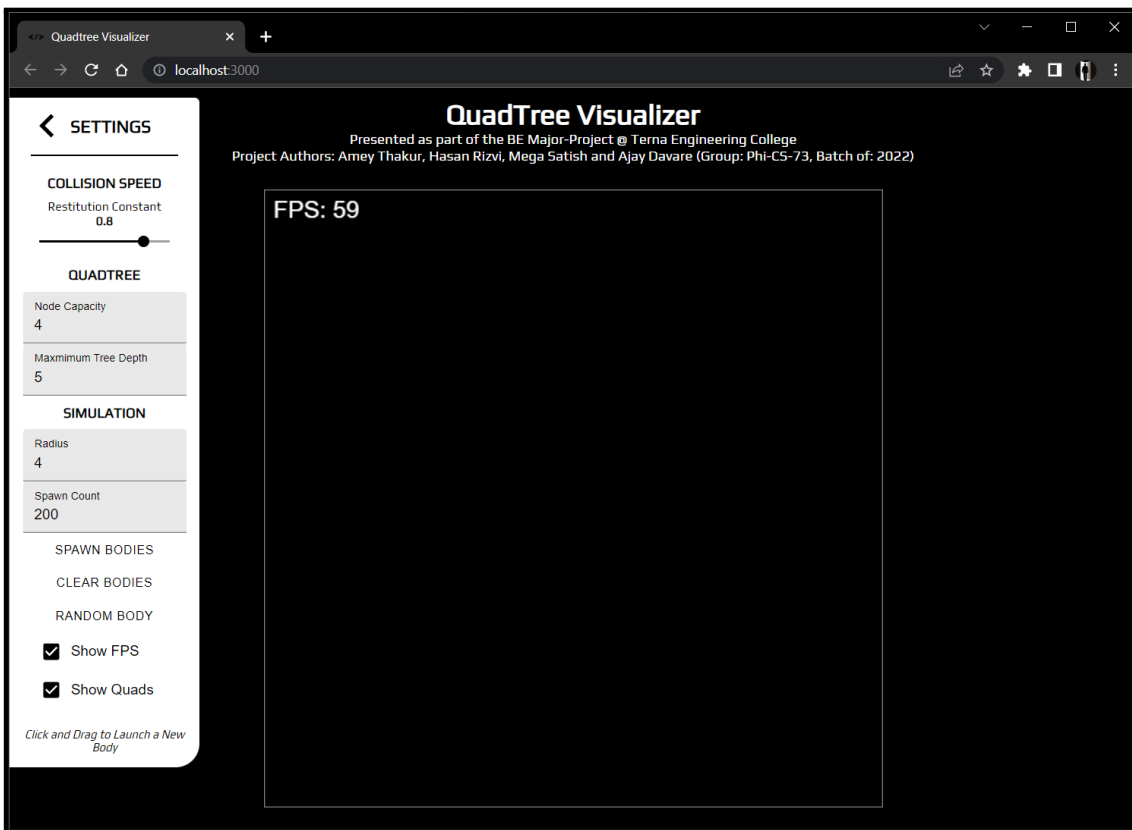 Quadtree Visualizer
localhost:3000
SETTINGS
COLLISION SPEED
Restitution Constant
0.8
QUADTREE
Node Capacity
4
Maxmimum Tree Depth
5
SIMULATION
Radius
4
Spawn Count
200
SPAWN BODIES
CLEAR BODIES
RANDOM BODY
Show FPS
Show Quads
Click and Drag to Launch a New
Body
QuadTree Visualizer
Presented as part of the BE Major-Project @ Terna Engineering College
Project Authors: Amey Thakur, Hasan Rizvi, Mega Satish and Ajay Davare (Group: Phi-CS-73, Batch of: 2022)
FPS: 59